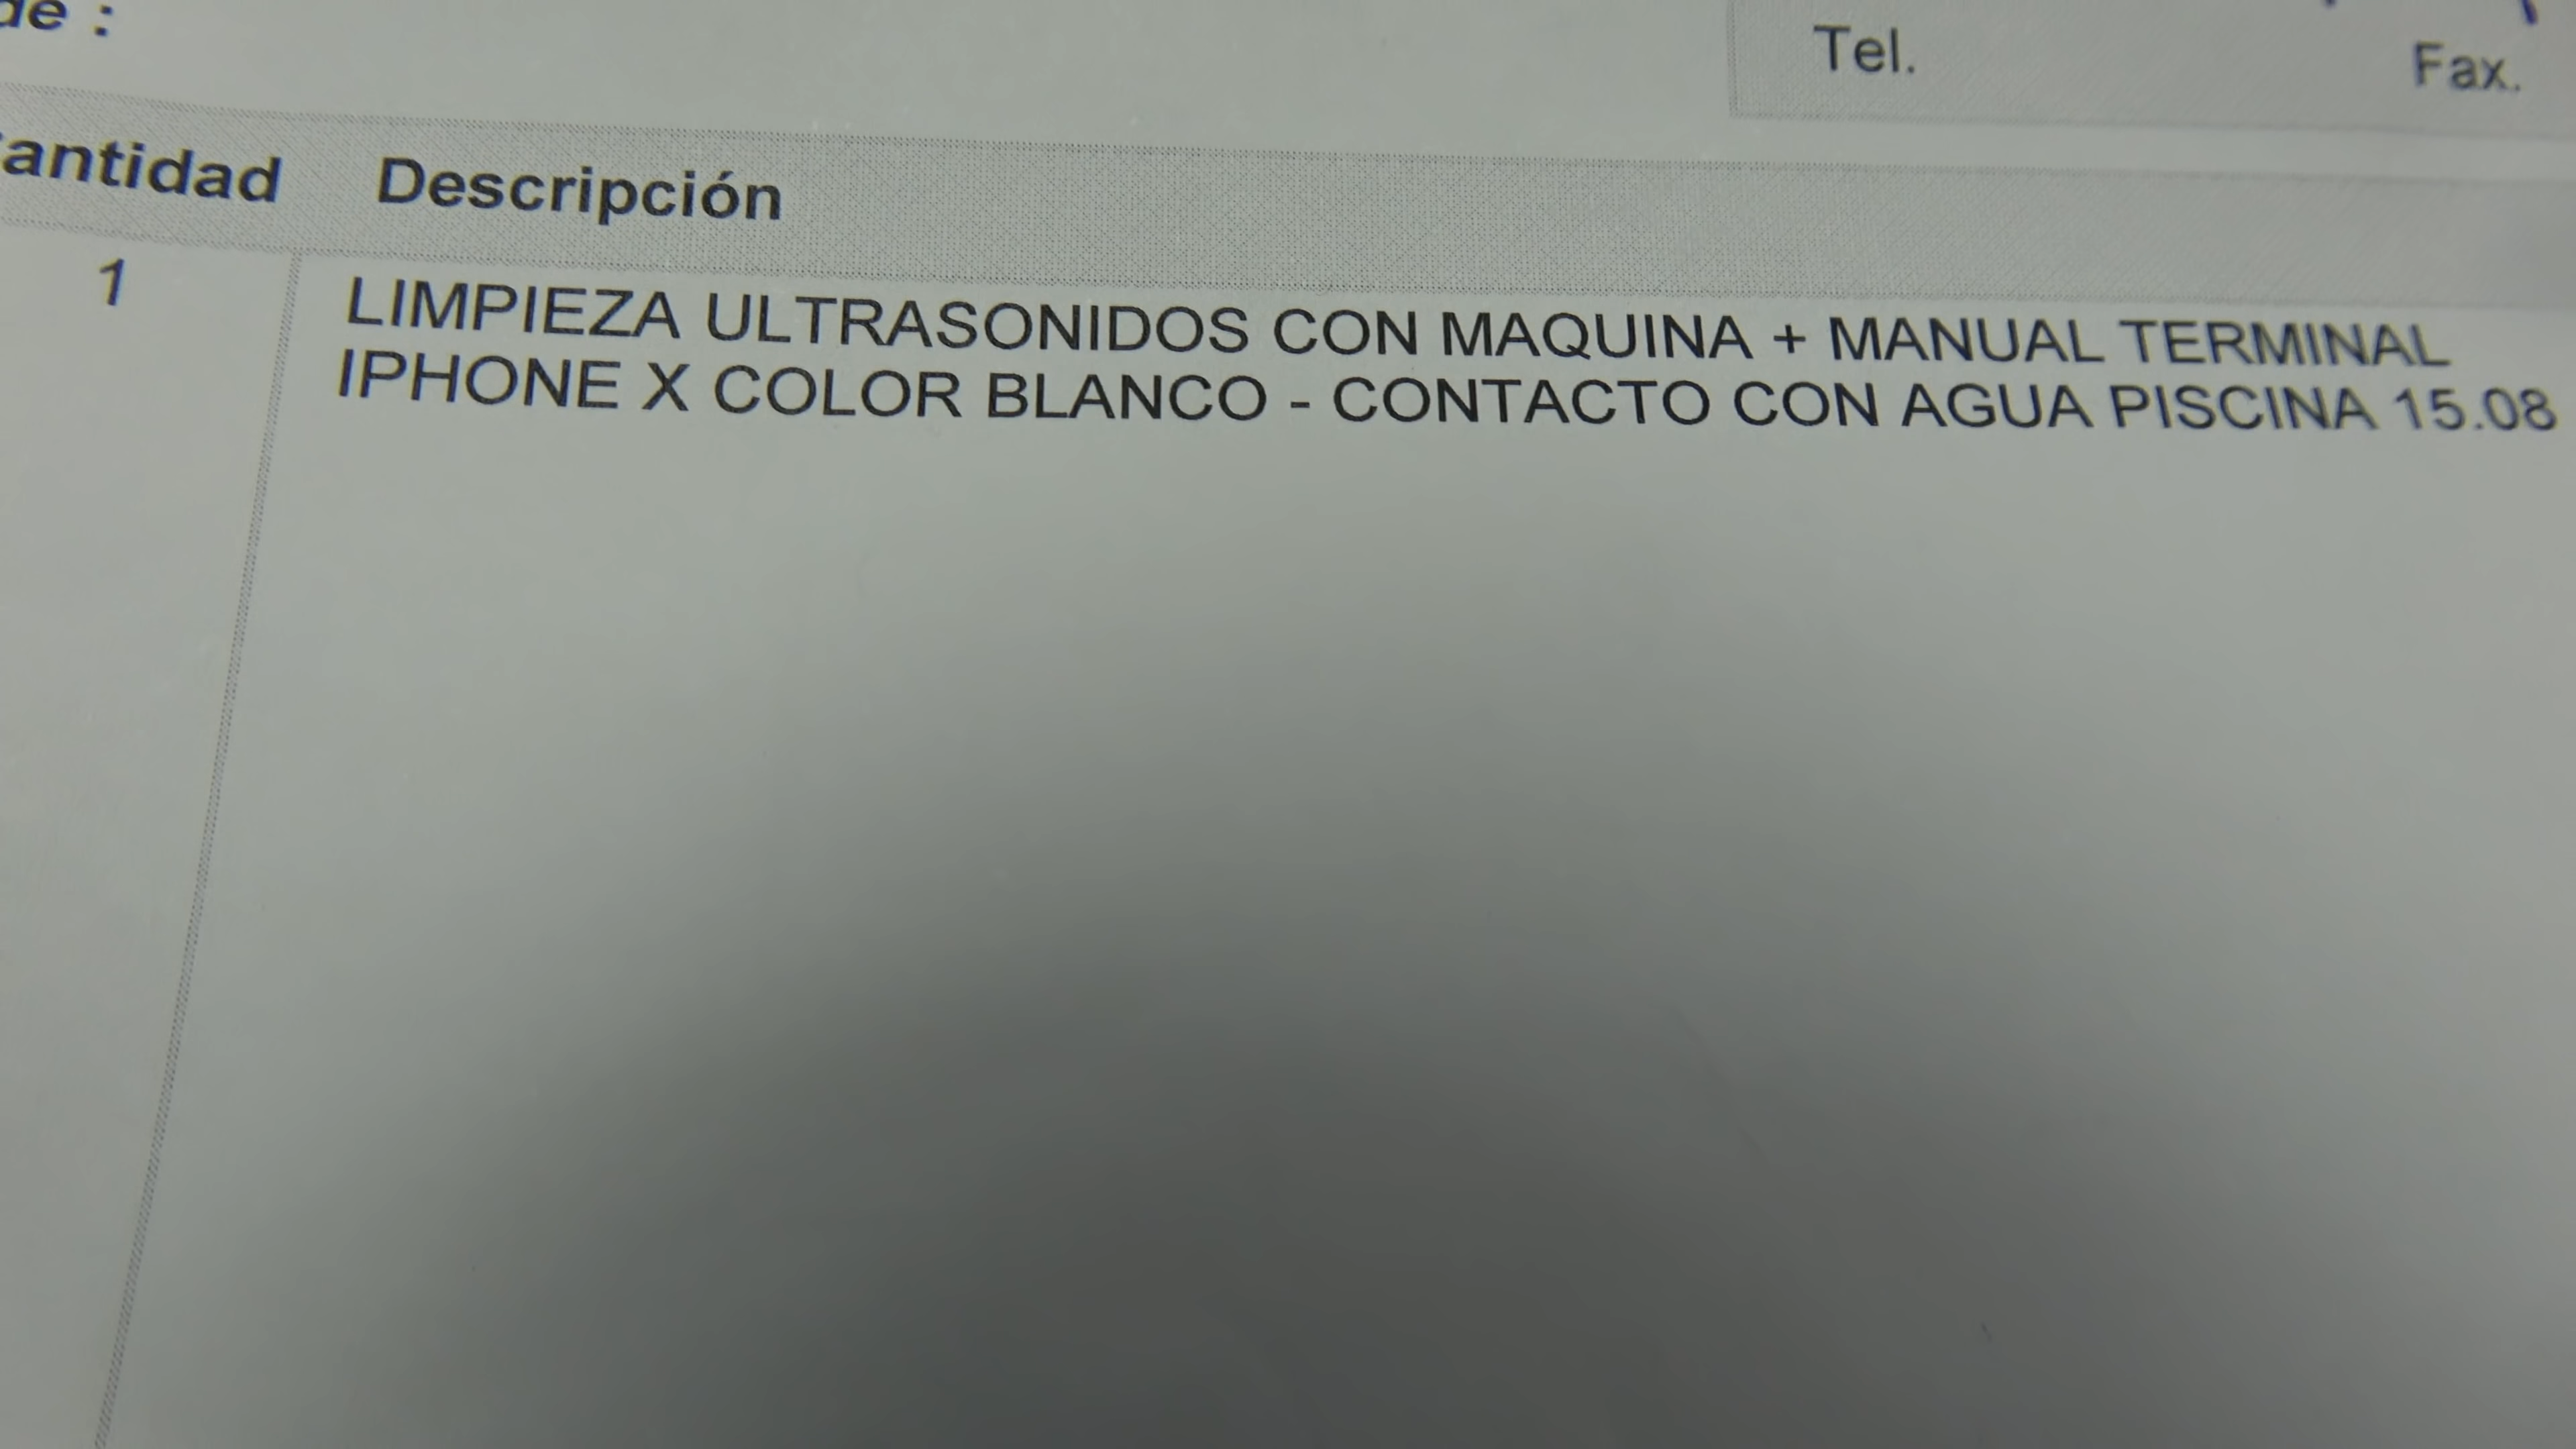 de :
Tel. Fax.
Cantidad Descripción
1 LIMPIEZA ULTRASONIDOS CON MAQUINA + MANUAL TERMINAL
IPHONE X COLOR BLANCO - CONTACTO CON AGUA PISCINA 15.08